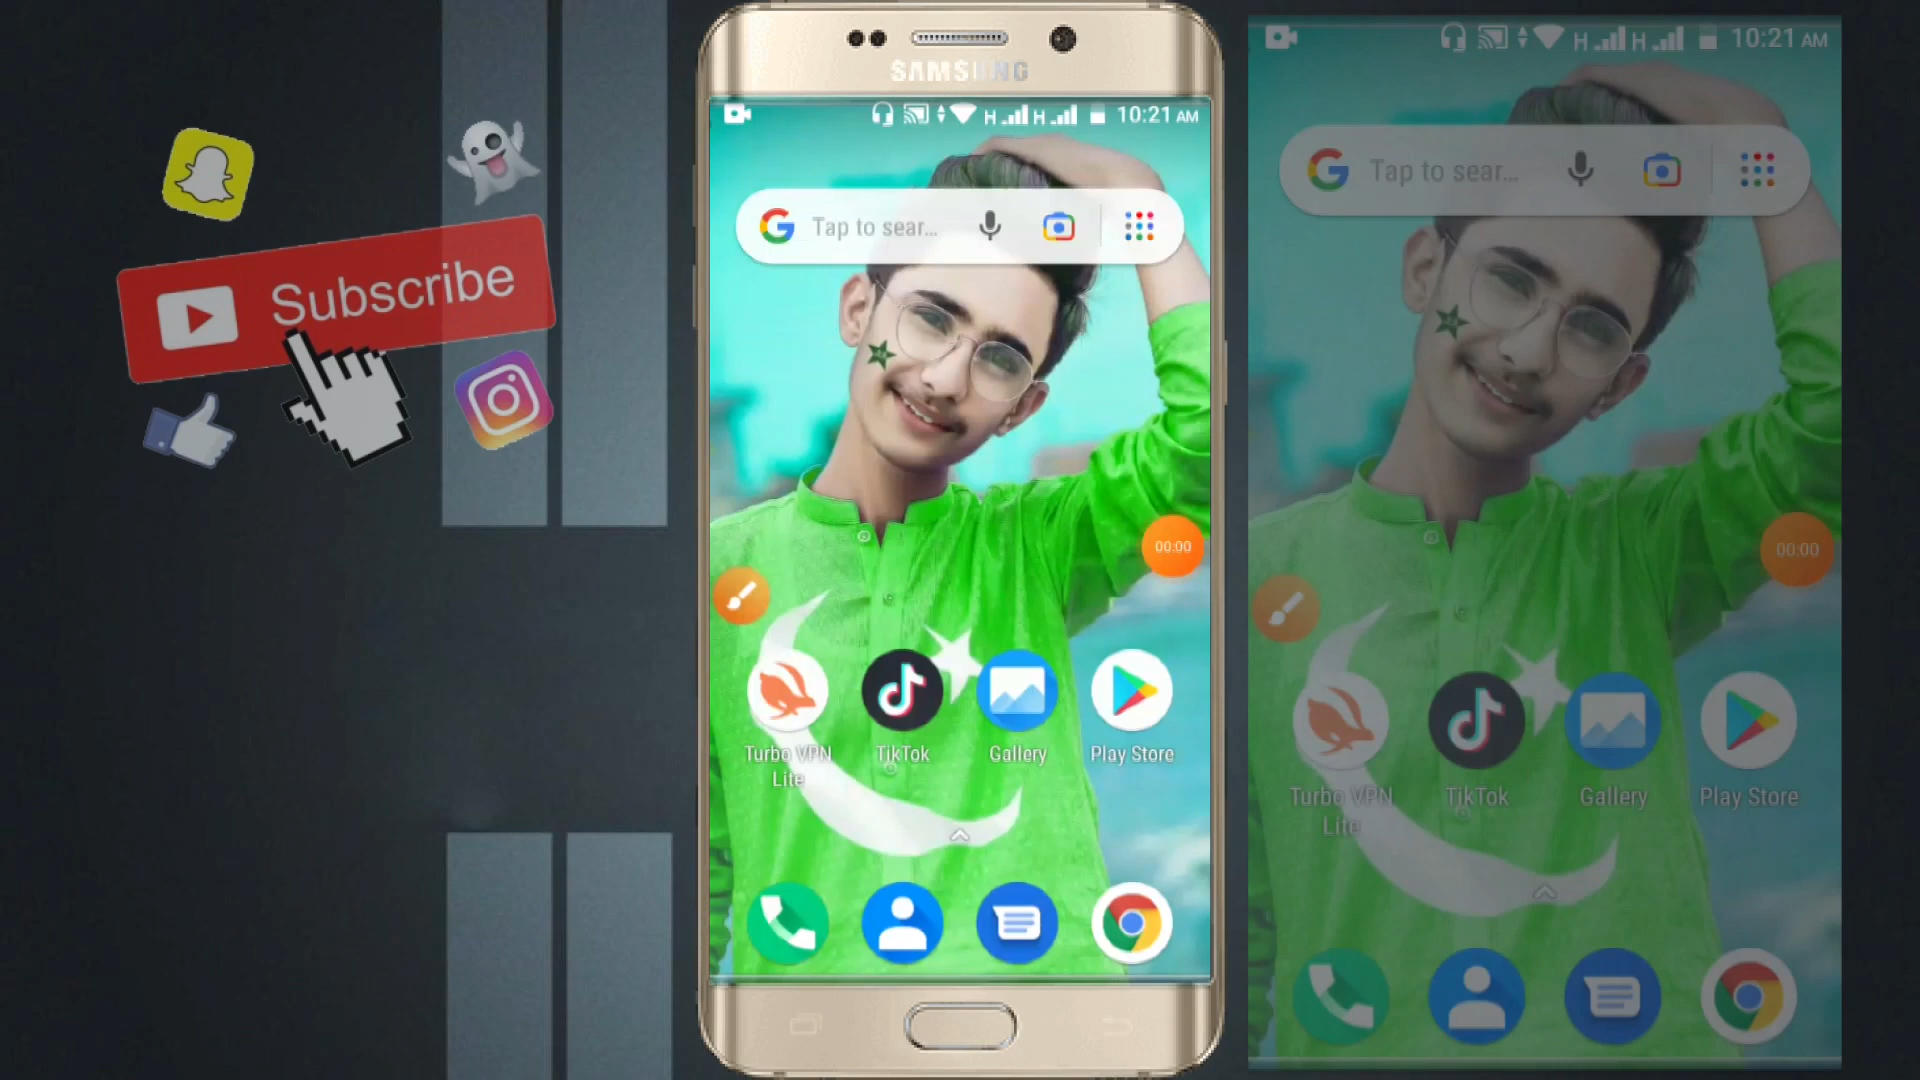 Subscribe
SAMSUNG
H H 10:21 AM
Tap to sear...
00:00
Turbo VPN
Lite
TikTok
Gallery
Play Store
H H 10:21 AM
Tap to sear...
00:00
Turbo VPN
Lite
TikTok
Gallery
Play Store